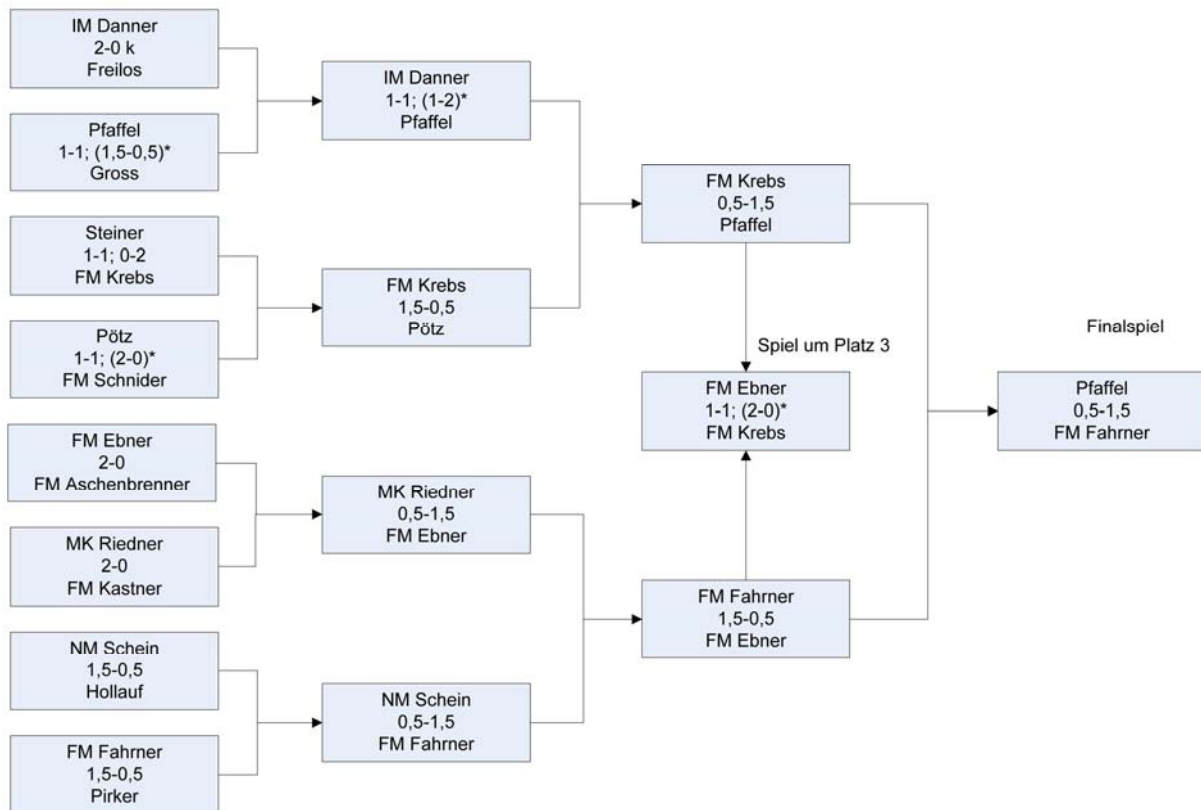 IM Danner
2-0 k
Freilos
Pfaffel
1-1; (1,5-0,5)*
Gross
Steiner
1-1; 0-2
FM Krebs
Pötz
1-1; (2-0)*
FM Schnider
FM Ebner
2-0
FM Aschenbrenner
MK Riedner
2-0
FM Kastner
NM Schein
1,5-0,5
Hollauf
FM Fahrner
1,5-0,5
Pirker
IM Danner
1-1; (1-2)*
Pfaffel
FM Krebs
1,5-0,5
Pötz
MK Riedner
0,5-1,5
FM Ebner
NM Schein
0,5-1,5
FM Fahrner
FM Krebs
0,5-1,5
Pfaffel
Spiel um Platz 3
FM Ebner
1-1; (2-0)*
FM Krebs
FM Fahrner
1,5-0,5
FM Ebner
Finalspiel
Pfaffel
0,5-1,5
FM Fahrner